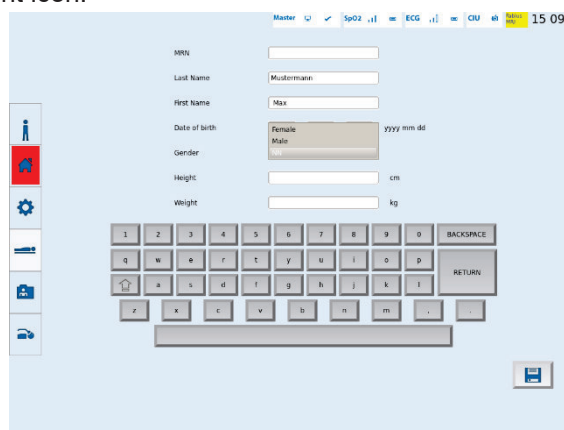 nt icon.
Master SpO2 ECG CIU Fabius MRI 15 09
MRN
Last Name Mustermann
First Name Max
Date of birth yyyy mm dd
Female
Male
Gender
Height cm
Weight kg
1 2 3 4 5 6 7 8 9 0 BACKSPACE
q w e r t y u i o p
RETURN
a s d f g h j k l
z x c v b n m , .